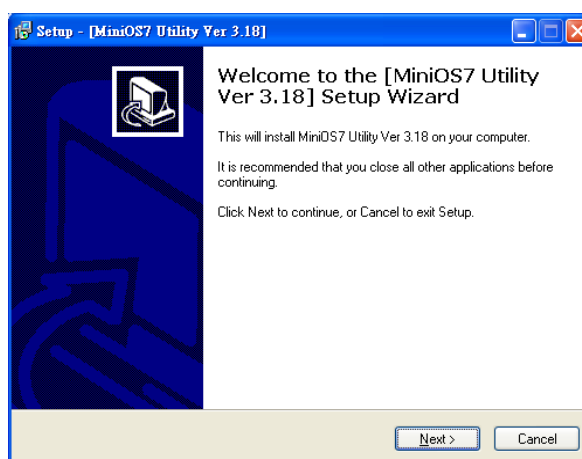 Setup - [MiniOS7 Utility Ver 3.18]
Welcome to the [MiniOS7 Utility
Ver 3.18] Setup Wizard
This will install MiniOS7 Utility Ver 3.18 on your computer.
It is recommended that you close all other applications before
continuing.
Click Next to continue, or Cancel to exit Setup.
Next >
Cancel